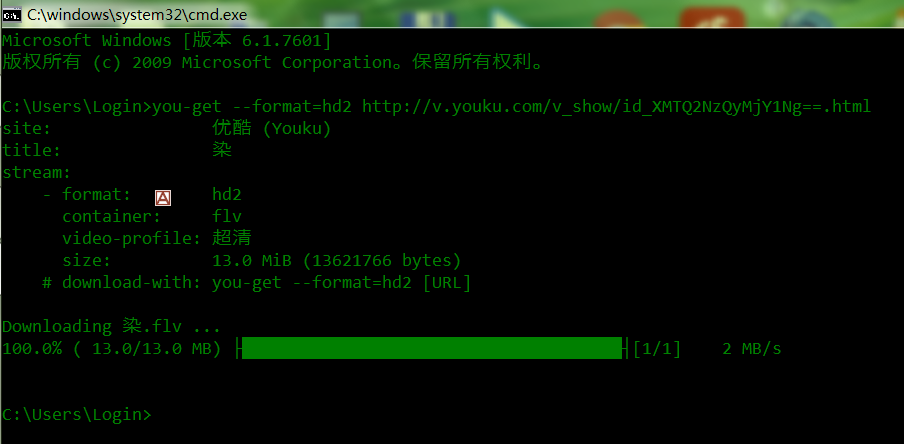 C:\windows\system32\cmd.exe
Microsoft Windows [版本 6.1.7601]
版权所有 (c) 2009 Microsoft Corporation。保留所有权利。
C:\Users\Login>you-get --format=hd2 http://v.youku.com/v_show/id_XMTQ2NzQyMjY1Ng==.html
site: 优酷 (Youku)
title: 染
stream:
- format: hd2
container: flv
video-profile: 超清
size: 13.0 MiB (13621766 bytes)
# download-with: you-get --format=hd2 [URL]
Downloading 染.flv ...
100.0% ( 13.0/13.0 MB) ├██████████████████████████████████████┤[1/1] 2 MB/s
C:\Users\Login>